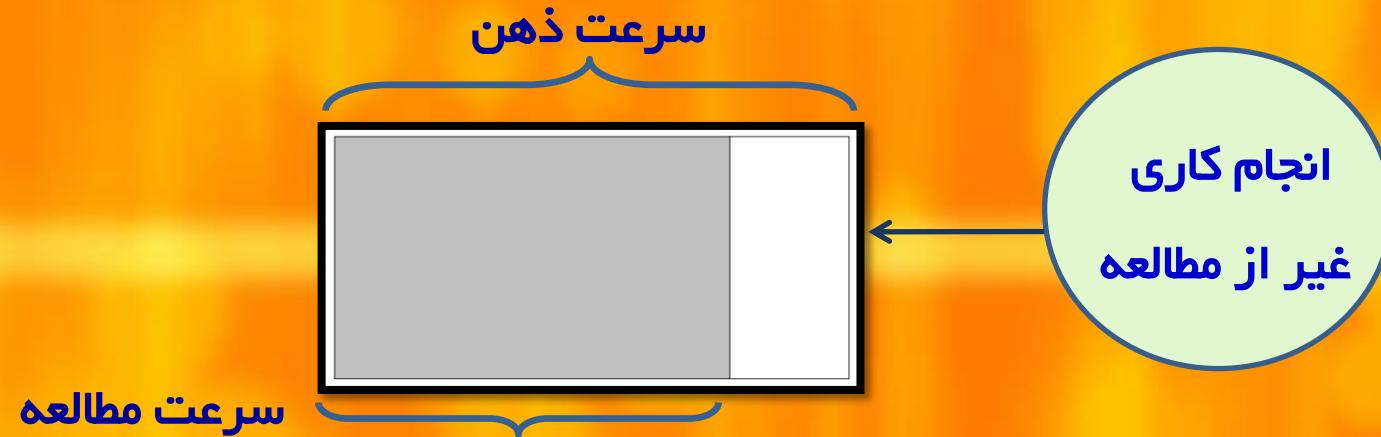 سرعت ذهن
انجام کاری
غیر از مطالعه
سرعت مطالعه